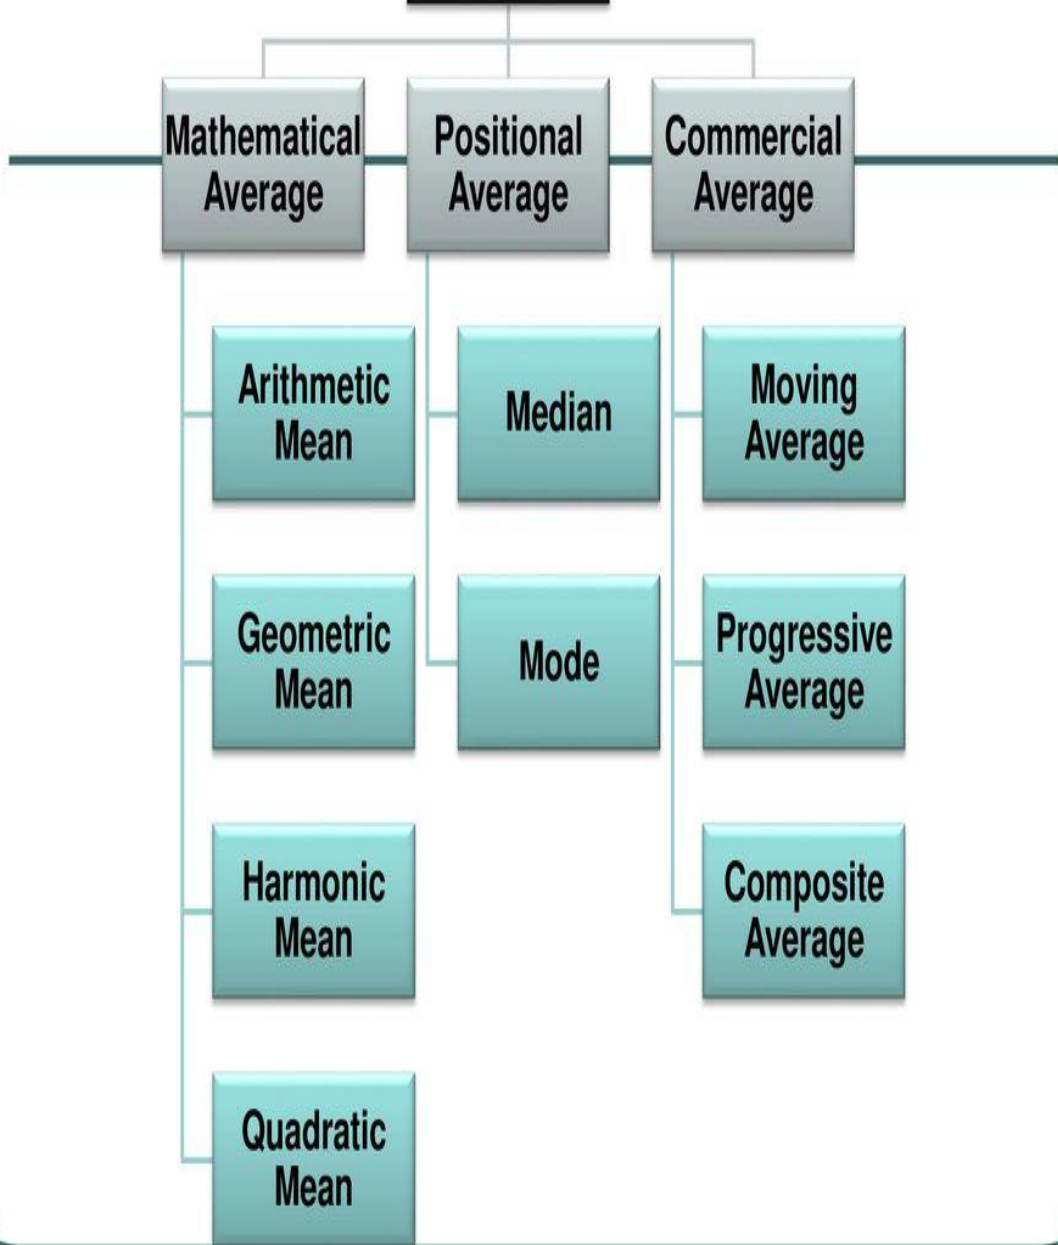 Mathematical
Average
Positional
Average
Commercial
Average
Arithmetic
Mean
Median
Moving
Average
Geometric
Mean
Mode
Progressive
Average
Harmonic
Mean
Composite
Average
Quadratic
Mean